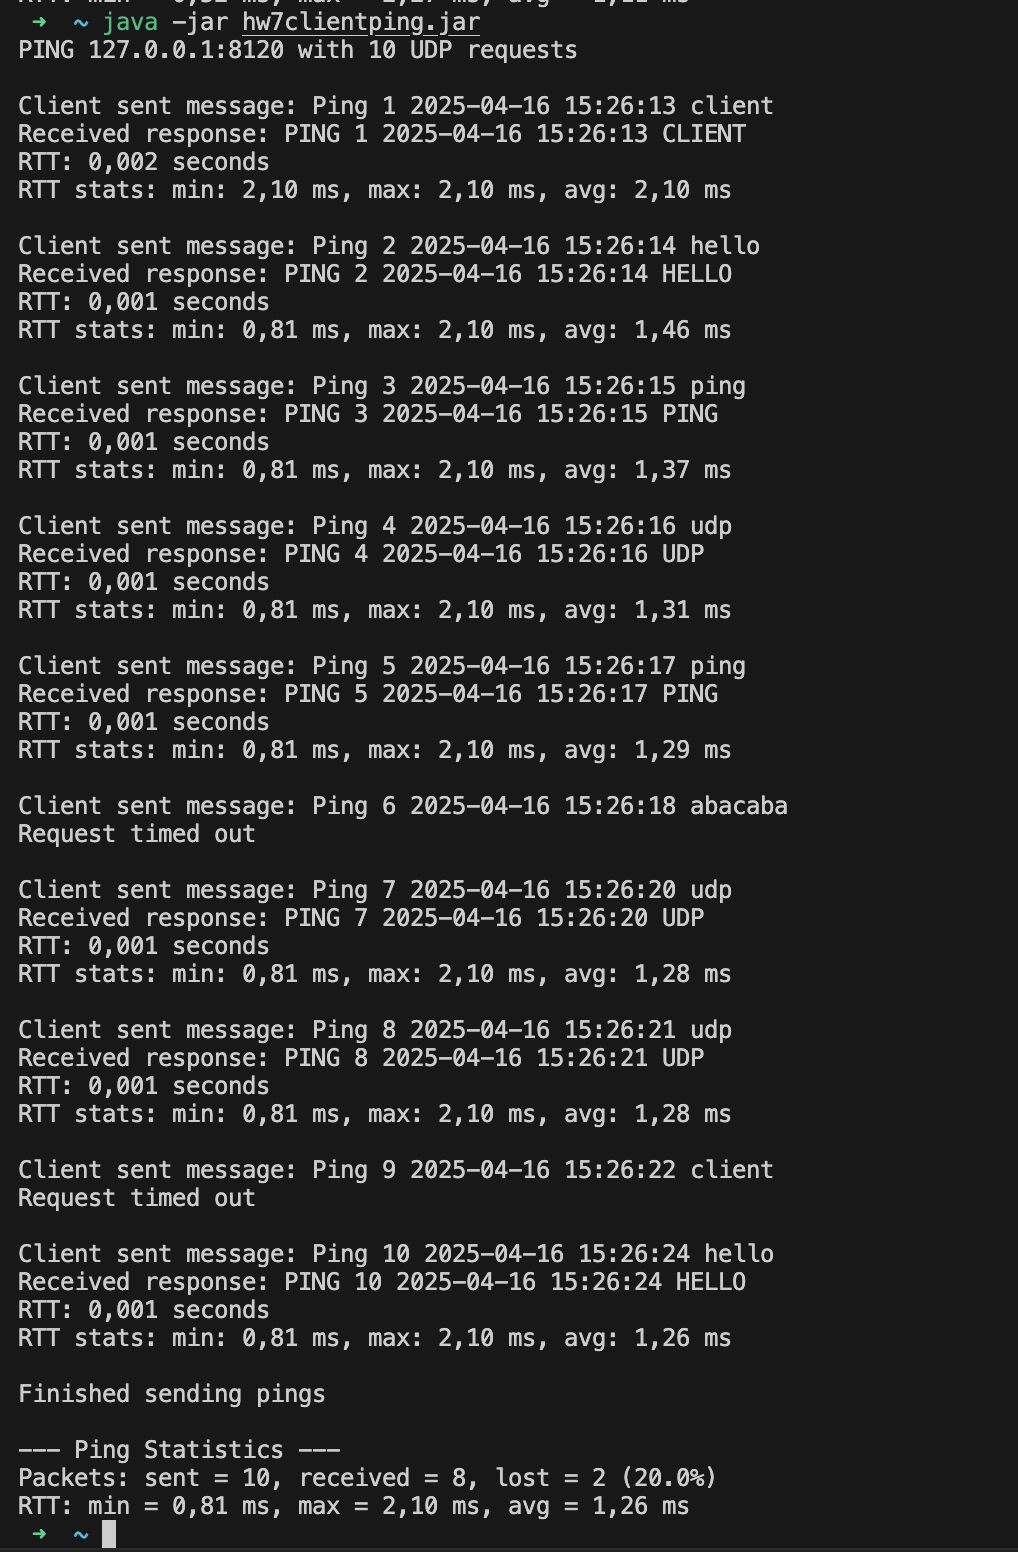 ➜ ~ java -jar hw7clientping.jar
PING 127.0.0.1:8120 with 10 UDP requests
Client sent message: Ping 1 2025-04-16 15:26:13 client
Received response: PING 1 2025-04-16 15:26:13 CLIENT
RTT: 0,002 seconds
RTT stats: min: 2,10 ms, max: 2,10 ms, avg: 2,10 ms
Client sent message: Ping 2 2025-04-16 15:26:14 hello
Received response: PING 2 2025-04-16 15:26:14 HELLO
RTT: 0,001 seconds
RTT stats: min: 0,81 ms, max: 2,10 ms, avg: 1,46 ms
Client sent message: Ping 3 2025-04-16 15:26:15 ping
Received response: PING 3 2025-04-16 15:26:15 PING
RTT: 0,001 seconds
RTT stats: min: 0,81 ms, max: 2,10 ms, avg: 1,37 ms
Client sent message: Ping 4 2025-04-16 15:26:16 udp
Received response: PING 4 2025-04-16 15:26:16 UDP
RTT: 0,001 seconds
RTT stats: min: 0,81 ms, max: 2,10 ms, avg: 1,31 ms
Client sent message: Ping 5 2025-04-16 15:26:17 ping
Received response: PING 5 2025-04-16 15:26:17 PING
RTT: 0,001 seconds
RTT stats: min: 0,81 ms, max: 2,10 ms, avg: 1,29 ms
Client sent message: Ping 6 2025-04-16 15:26:18 abacaba
Request timed out
Client sent message: Ping 7 2025-04-16 15:26:20 udp
Received response: PING 7 2025-04-16 15:26:20 UDP
RTT: 0,001 seconds
RTT stats: min: 0,81 ms, max: 2,10 ms, avg: 1,28 ms
Client sent message: Ping 8 2025-04-16 15:26:21 udp
Received response: PING 8 2025-04-16 15:26:21 UDP
RTT: 0,001 seconds
RTT stats: min: 0,81 ms, max: 2,10 ms, avg: 1,28 ms
Client sent message: Ping 9 2025-04-16 15:26:22 client
Request timed out
Client sent message: Ping 10 2025-04-16 15:26:24 hello
Received response: PING 10 2025-04-16 15:26:24 HELLO
RTT: 0,001 seconds
RTT stats: min: 0,81 ms, max: 2,10 ms, avg: 1,26 ms
Finished sending pings
--- Ping Statistics ---
Packets: sent = 10, received = 8, lost = 2 (20.0%)
RTT: min = 0,81 ms, max = 2,10 ms, avg = 1,26 ms
➜ ~